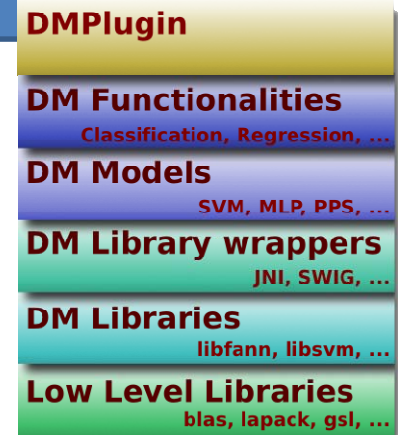 DMPlugin
DM Functionalities
Classification, Regression, ...
DM Models
SVM, MLP, PPS, ...
DM Library wrappers
JNI, SWIG, ...
DM Libraries
libfann, libsvm, ...
Low Level Libraries
blas, lapack, gsl, ...